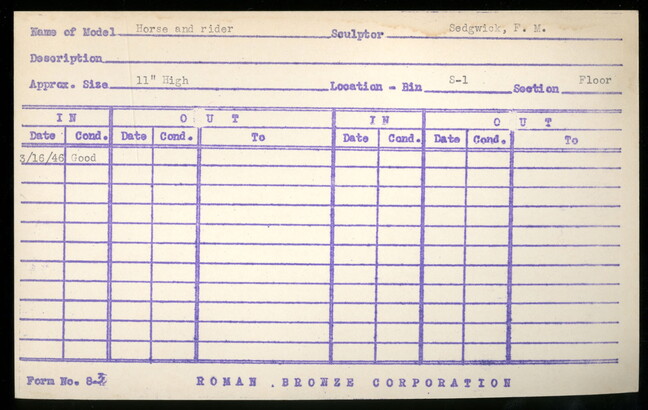 Name of Model Horse and rider Sculptor Sedgwick, F. M.
Description
Approx. Size 11" High Location - Bin S-1 Section Floor
IN OUT IN OUT
Date Cond. Date Cond. To Date Cond. Date Cond. To
3/16/46 Good
Form No. 8-3 ROMAN BRONZE CORPORATION